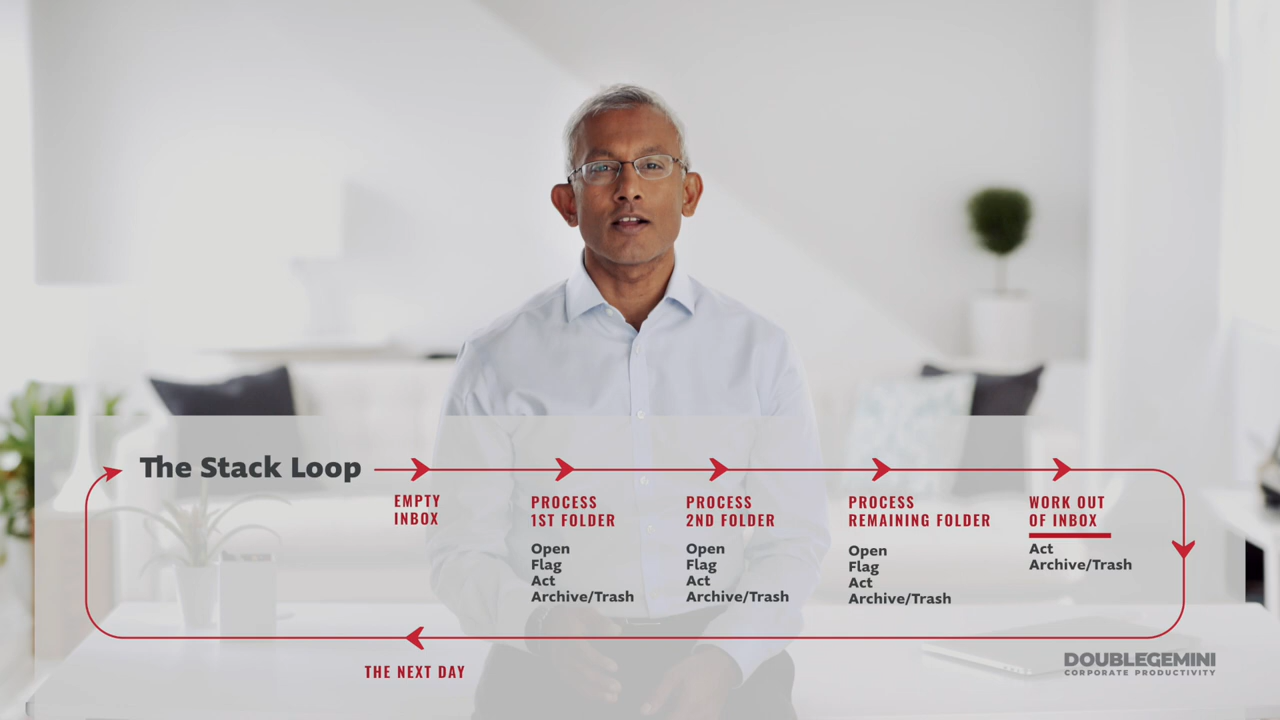 The Stack Loop
EMPTY
INBOX
PROCESS
1ST FOLDER
Open
Flag
Act
Archive/Trash
PROCESS
2ND FOLDER
Open
Flag
Act
Archive/Trash
PROCESS
REMAINING FOLDER
Open
Flag
Act
Archive/Trash
WORK OUT
OF INBOX
Act
Archive/Trash
THE NEXT DAY
DOUBLEGEMINI
CORPORATE PRODUCTIVITY